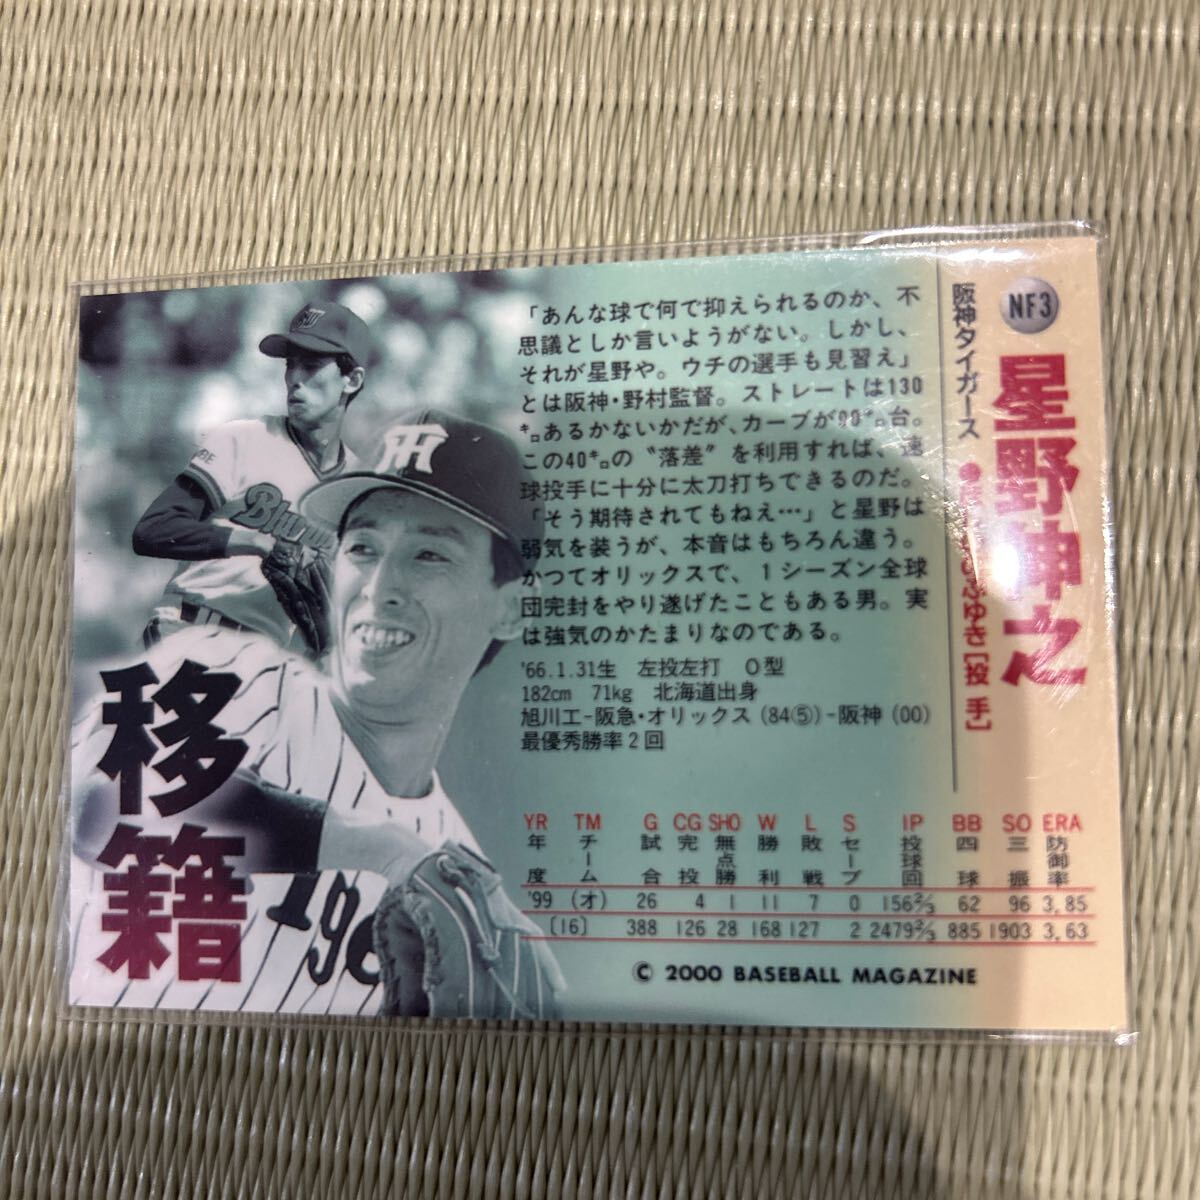 NF3
星野伸之
阪神タイガース
のぶゆき［投 手］
「あんな球で何で抑えられるのか、不
思議としか言いようがない。しかし、
それが星野や。ウチの選手も見習え」
とは阪神・野村監督。ストレートは130
㌔あるかないかだが、カーブが90㌔台。
この40㌔の〝落差〟を利用すれば、速
球投手に十分に太刀打ちできるのだ。
「そう期待されてもねえ…」と星野は
弱気を装うが、本音はもちろん違う。
かつてオリックスで、1シーズン全球
団完封をやり遂げたこともある男。実
は強気のかたまりなのである。
'66.1.31生　左投左打　O型
182cm　71kg　北海道出身
旭川工−阪急・オリックス（84⑤）−阪神（00）
最優秀勝率２回
移籍
YR TM G CG SHO W L S IP BB SO ERA
年度 チーム 試合 完投 無点勝 勝利 敗戦 セーブ 投球回 四球 三振 防御率
'99 （オ） 26 4 1 11 7 0 156⅔ 62 96 3.85
〔16〕 388 126 28 168 127 2 2479⅔ 885 1903 3.63
© 2000 BASEBALL MAGAZINE